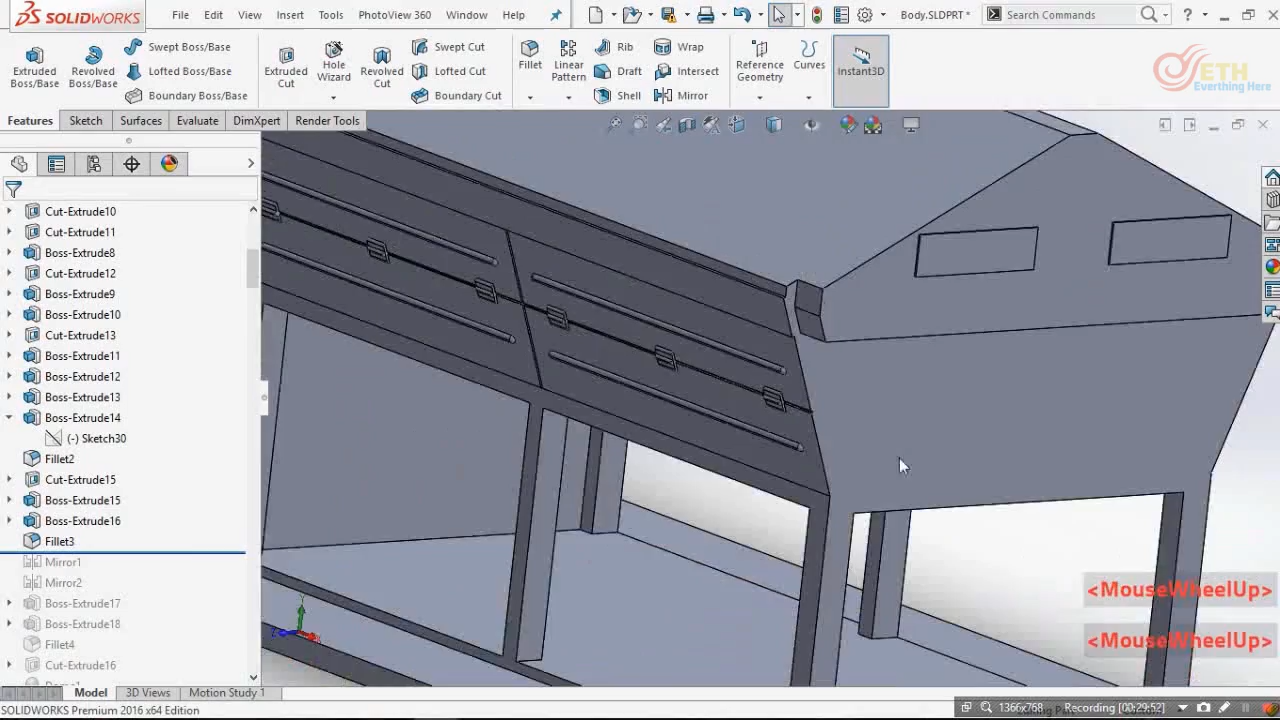 SOLIDWORKS File Edit View Insert Tools PhotoView 360 Window Help Body.SLDPRT * Search Commands ?
Extruded Boss/Base Revolved Boss/Base Swept Boss/Base Lofted Boss/Base Boundary Boss/Base Extruded Cut Hole Wizard Revolved Cut Swept Cut Lofted Cut Boundary Cut Fillet Linear Pattern Rib Draft Shell Wrap Intersect Mirror Reference Geometry Curves Instant3D
ETH
Everthing Here
Features Sketch Surfaces Evaluate DimXpert Render Tools
Cut-Extrude10
Cut-Extrude11
Boss-Extrude8
Cut-Extrude12
Boss-Extrude9
Boss-Extrude10
Cut-Extrude13
Boss-Extrude11
Boss-Extrude12
Boss-Extrude13
Boss-Extrude14
(-) Sketch30
Fillet2
Cut-Extrude15
Boss-Extrude15
Boss-Extrude16
Fillet3
Mirror1
Mirror2
Boss-Extrude17
Boss-Extrude18
Fillet4
Cut-Extrude16
<MouseWheelUp>
<MouseWheelUp>
Model 3D Views Motion Study 1
SOLIDWORKS Premium 2016 x64 Edition
1366x768 Recording [00:29:52]